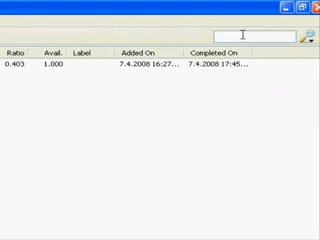 Ratio Avail. Label Added On Completed On
0.403 1.000 7.4.2008 16:27... 7.4.2008 17:45...